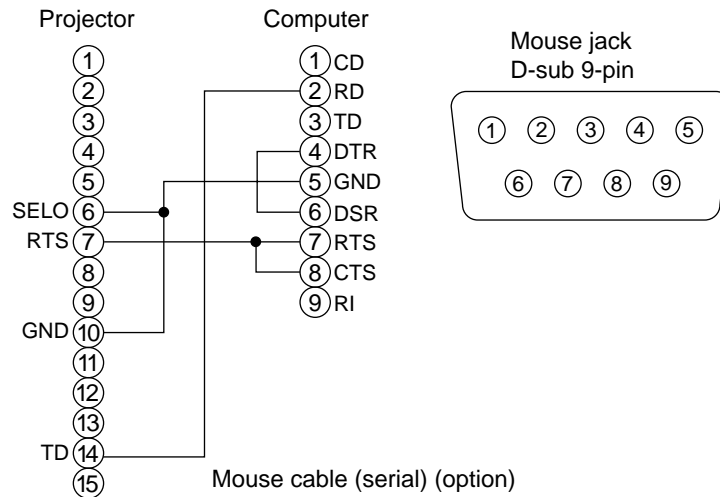 Projector
Computer
1
2
3
4
5
SELO 6
RTS 7
8
9
GND 10
11
12
13
TD 14
15
1 CD
2 RD
3 TD
4 DTR
5 GND
6 DSR
7 RTS
8 CTS
9 RI
Mouse jack
D-sub 9-pin
1 2 3 4 5
6 7 8 9
Mouse cable (serial) (option)